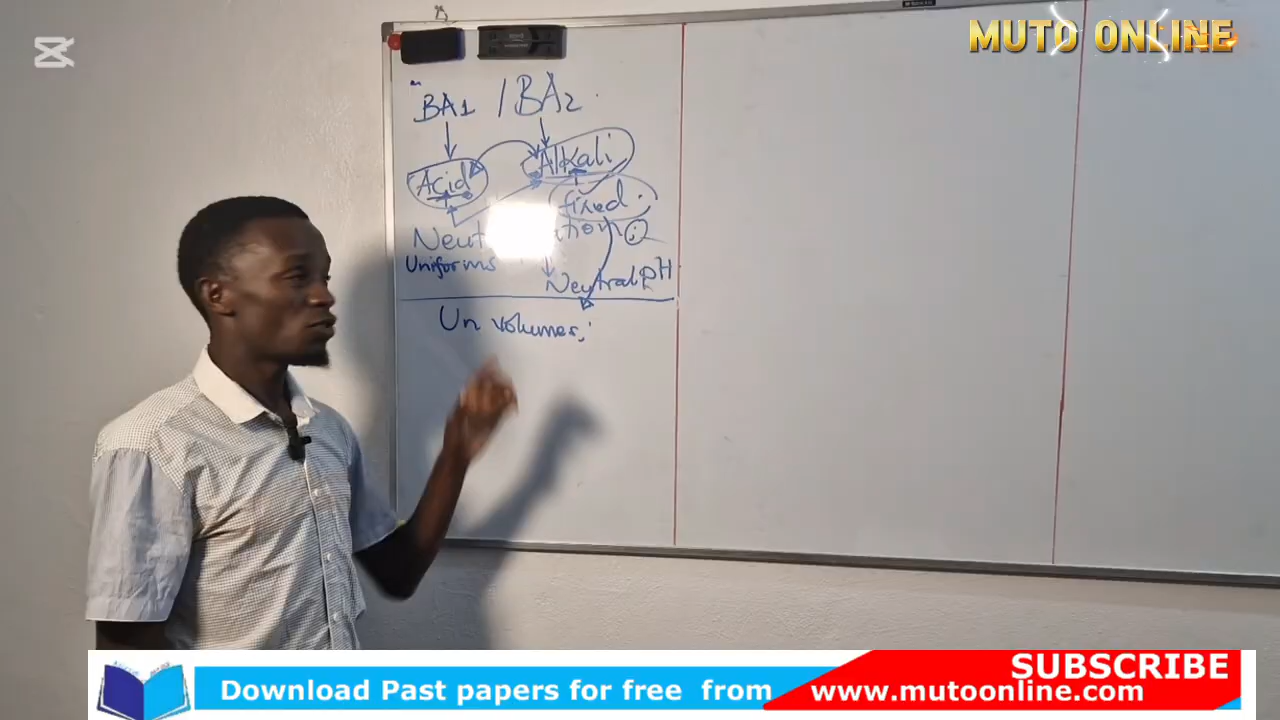 MUTO ONLINE
BA1 / BA2
Acid Alkali
fixed
Neut ation
Uniforms
Neutral PH
Un volumes;
SUBSCRIBE
Download Past papers for free from www.mutoonline.com